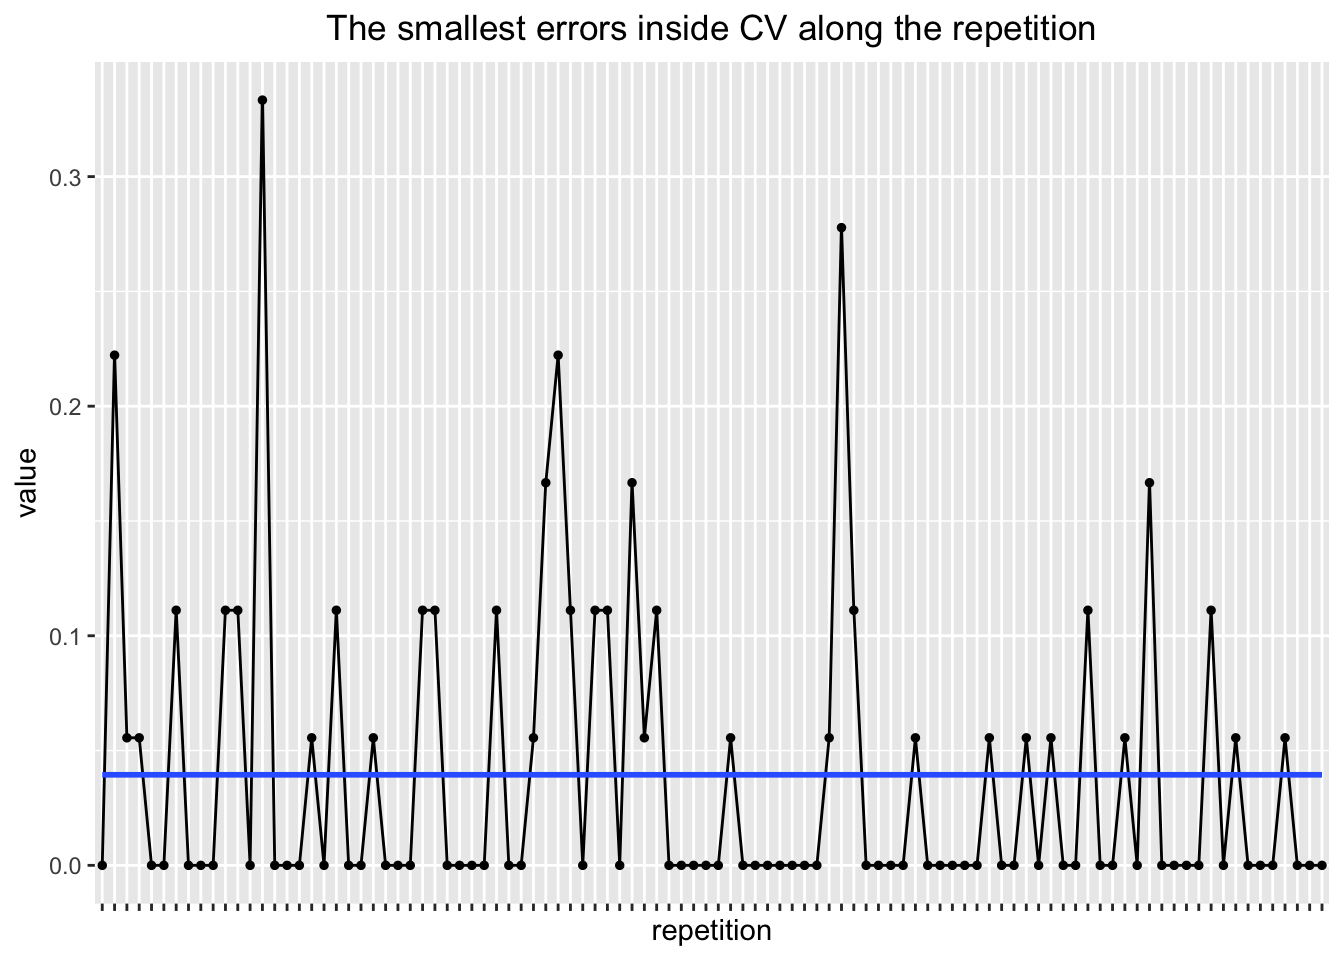 The smallest errors inside CV along the repetition
0.3
0.2
0.1
0.0
value
repetition